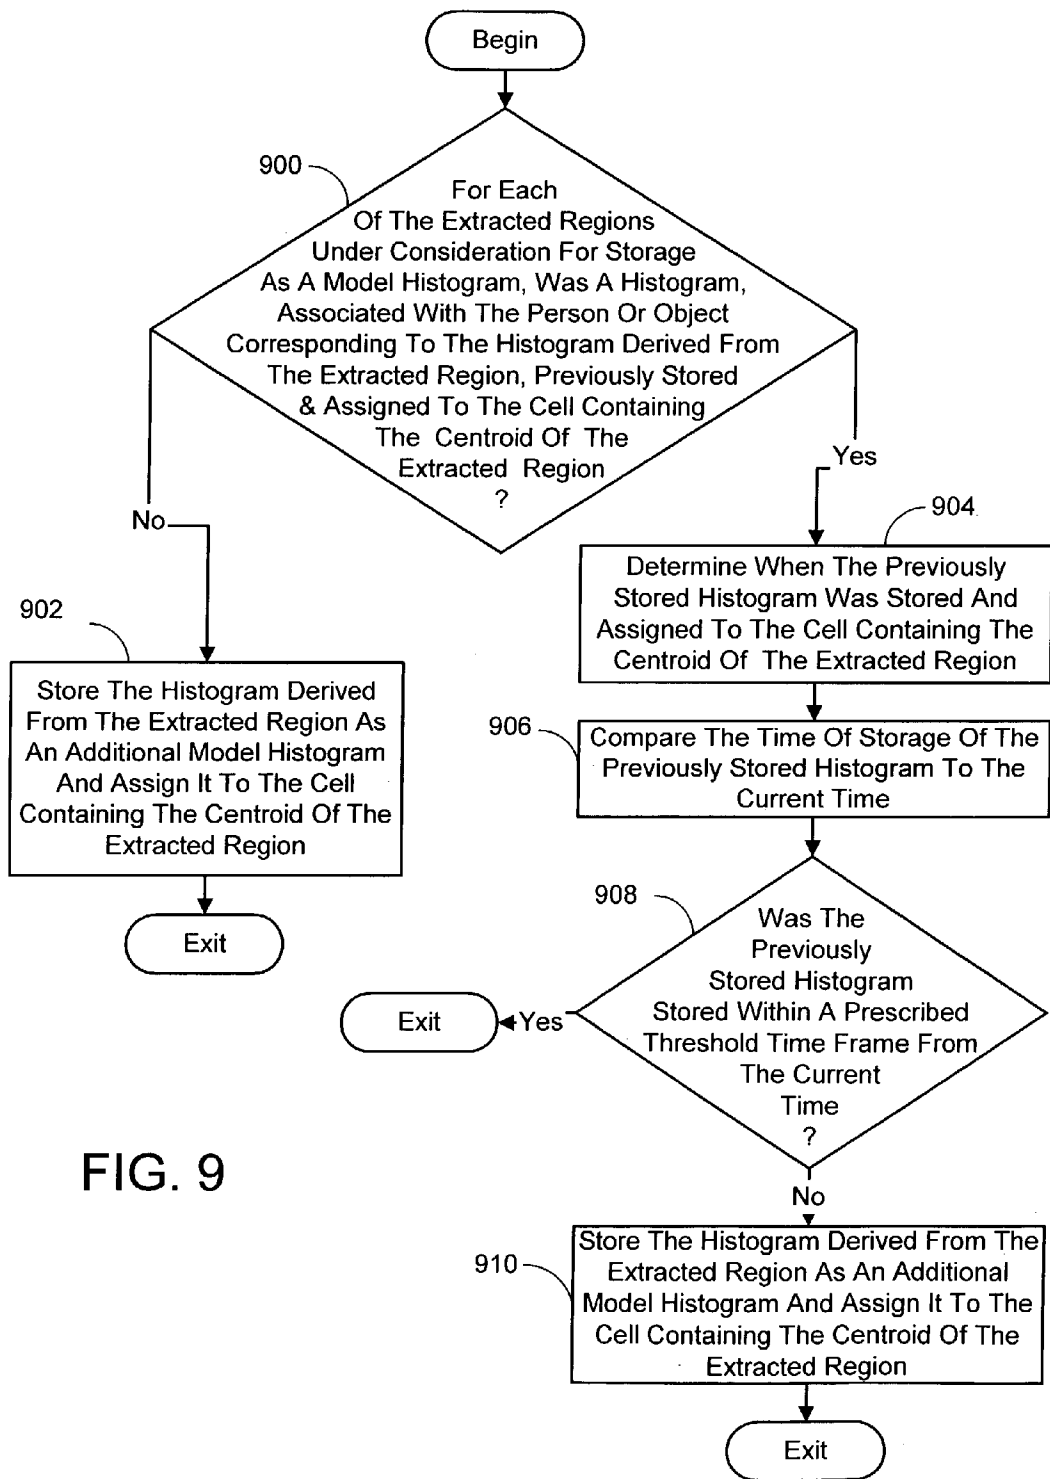 Begin
900
For Each
Of The Extracted Regions
Under Consideration For Storage
As A Model Histogram, Was A Histogram,
Associated With The Person Or Object
Corresponding To The Histogram Derived From
The Extracted Region, Previously Stored
& Assigned To The Cell Containing
The Centroid Of The
Extracted Region
?
Yes
No
904
Determine When The Previously
Stored Histogram Was Stored And
Assigned To The Cell Containing The
Centroid Of The Extracted Region
902
Store The Histogram Derived
From The Extracted Region As
An Additional Model Histogram
And Assign It To The Cell
Containing The Centroid Of The
Extracted Region
Exit
906
Compare The Time Of Storage Of The
Previously Stored Histogram To The
Current Time
908
Was The
Previously
Stored Histogram
Stored Within A Prescribed
Threshold Time Frame From
The Current
Time
?
Yes
Exit
No
FIG. 9
910
Store The Histogram Derived From The
Extracted Region As An Additional
Model Histogram And Assign It To The
Cell Containing The Centroid Of The
Extracted Region
Exit